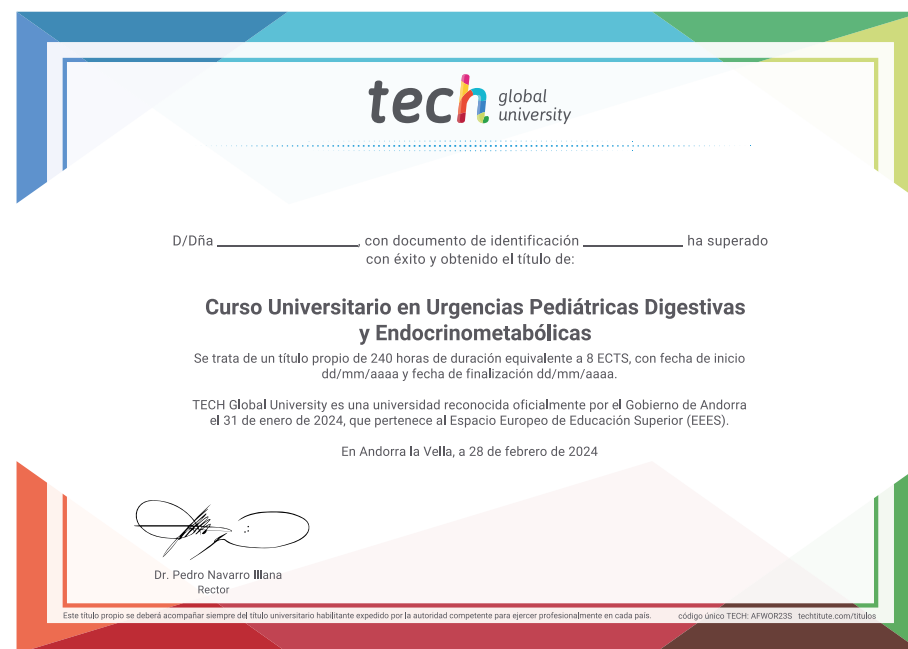 tech global university
D/Dña ____________, con documento de identificación ____________ ha superado
con éxito y obtenido el título de:
Curso Universitario en Urgencias Pediátricas Digestivas
y Endocrinometabólicas
Se trata de un título propio de 240 horas de duración equivalente a 8 ECTS, con fecha de inicio
dd/mm/aaaa y fecha de finalización dd/mm/aaaa.
TECH Global University es una universidad reconocida oficialmente por el Gobierno de Andorra
el 31 de enero de 2024, que pertenece al Espacio Europeo de Educación Superior (EEES).
En Andorra la Vella, a 28 de febrero de 2024
Dr. Pedro Navarro Illana
Rector
Este título propio se deberá acompañar siempre del título universitario habilitante expedido por la autoridad competente para ejercer profesionalmente en cada país. código único TECH: AFWOR23S techtitute.com/titulos